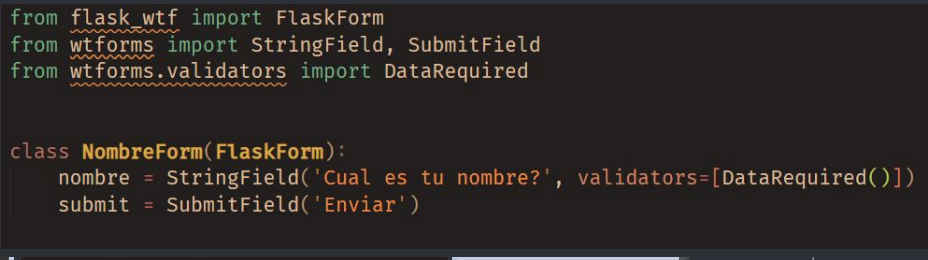 from flask_wtf import FlaskForm
from wtforms import StringField, SubmitField
from wtforms.validators import DataRequired
class NombreForm(FlaskForm):
    nombre = StringField('Cual es tu nombre?', validators=[DataRequired()])
    submit = SubmitField('Enviar')